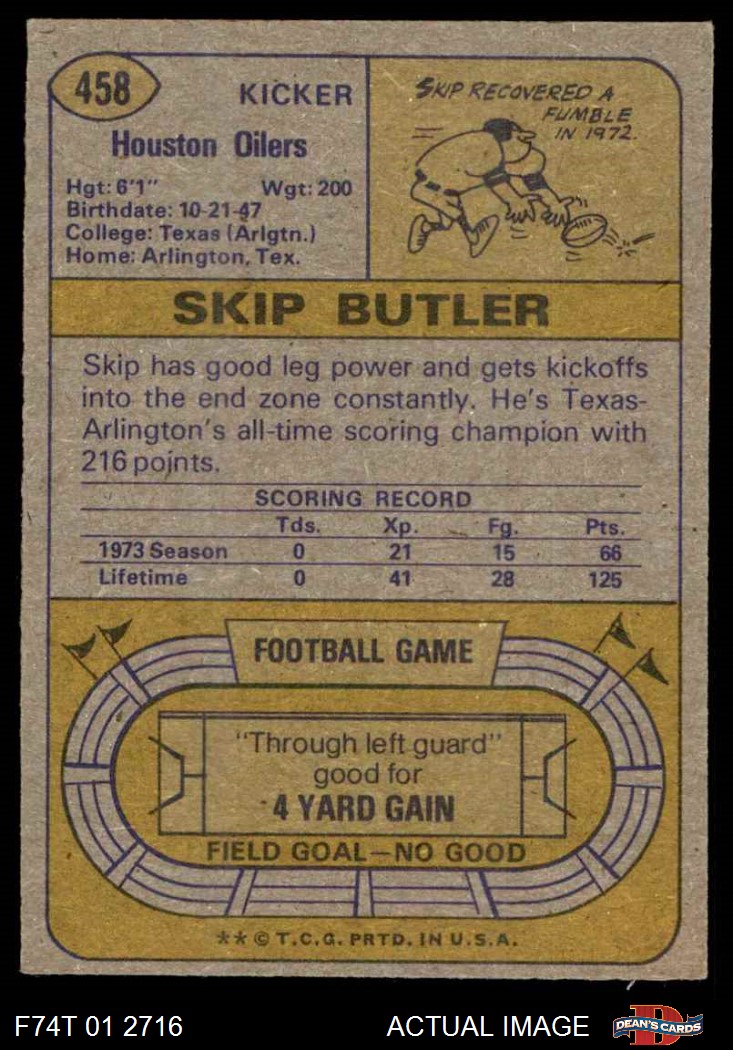 458
KICKER
Houston Oilers
Hgt: 6'1" Wgt: 200
Birthdate: 10-21-47
College: Texas (Arlgtn.)
Home: Arlington, Tex.
SKIP RECOVERED A
FUMBLE
IN 1972.
SKIP BUTLER
Skip has good leg power and gets kickoffs
into the end zone constantly. He's Texas-
Arlington's all-time scoring champion with
216 points.
SCORING RECORD
Tds. Xp. Fg. Pts.
1973 Season 0 21 15 66
Lifetime 0 41 28 125
FOOTBALL GAME
"Through left guard"
good for
4 YARD GAIN
FIELD GOAL—NO GOOD
** © T.C.G. PRTD. IN U.S.A.
F74T 01 2716 ACTUAL IMAGE
D
DEAN'S CARDS